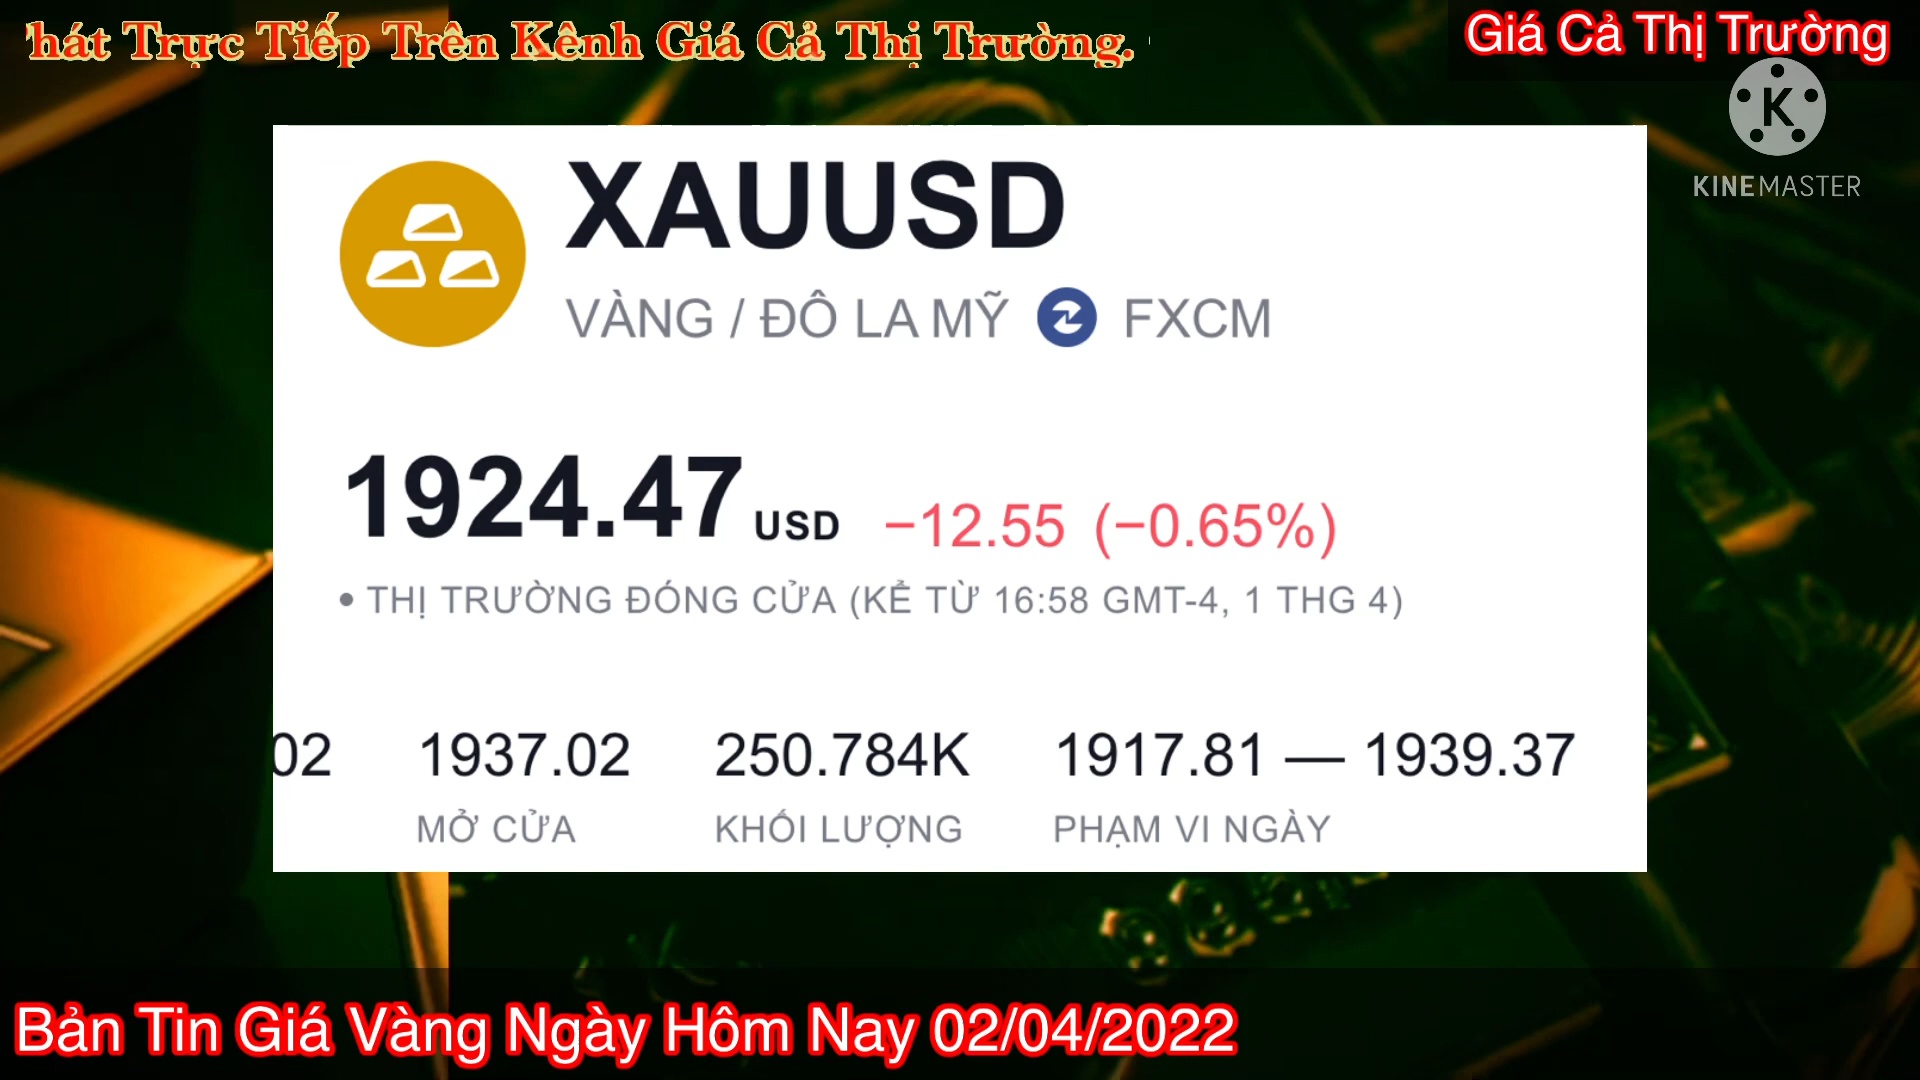 hát Trực Tiếp Trên Kênh Giá Cả Thị Trường.
Giá Cả Thị Trường
K
KINEMASTER
XAUUSD
VÀNG / ĐÔ LA MỸ FXCM
1924.47 USD −12.55 (−0.65%)
• THỊ TRƯỜNG ĐÓNG CỬA (KỂ TỪ 16:58 GMT-4, 1 THG 4)
02 1937.02 250.784K 1917.81 — 1939.37
MỞ CỬA KHỐI LƯỢNG PHẠM VI NGÀY
Bản Tin Giá Vàng Ngày Hôm Nay 02/04/2022